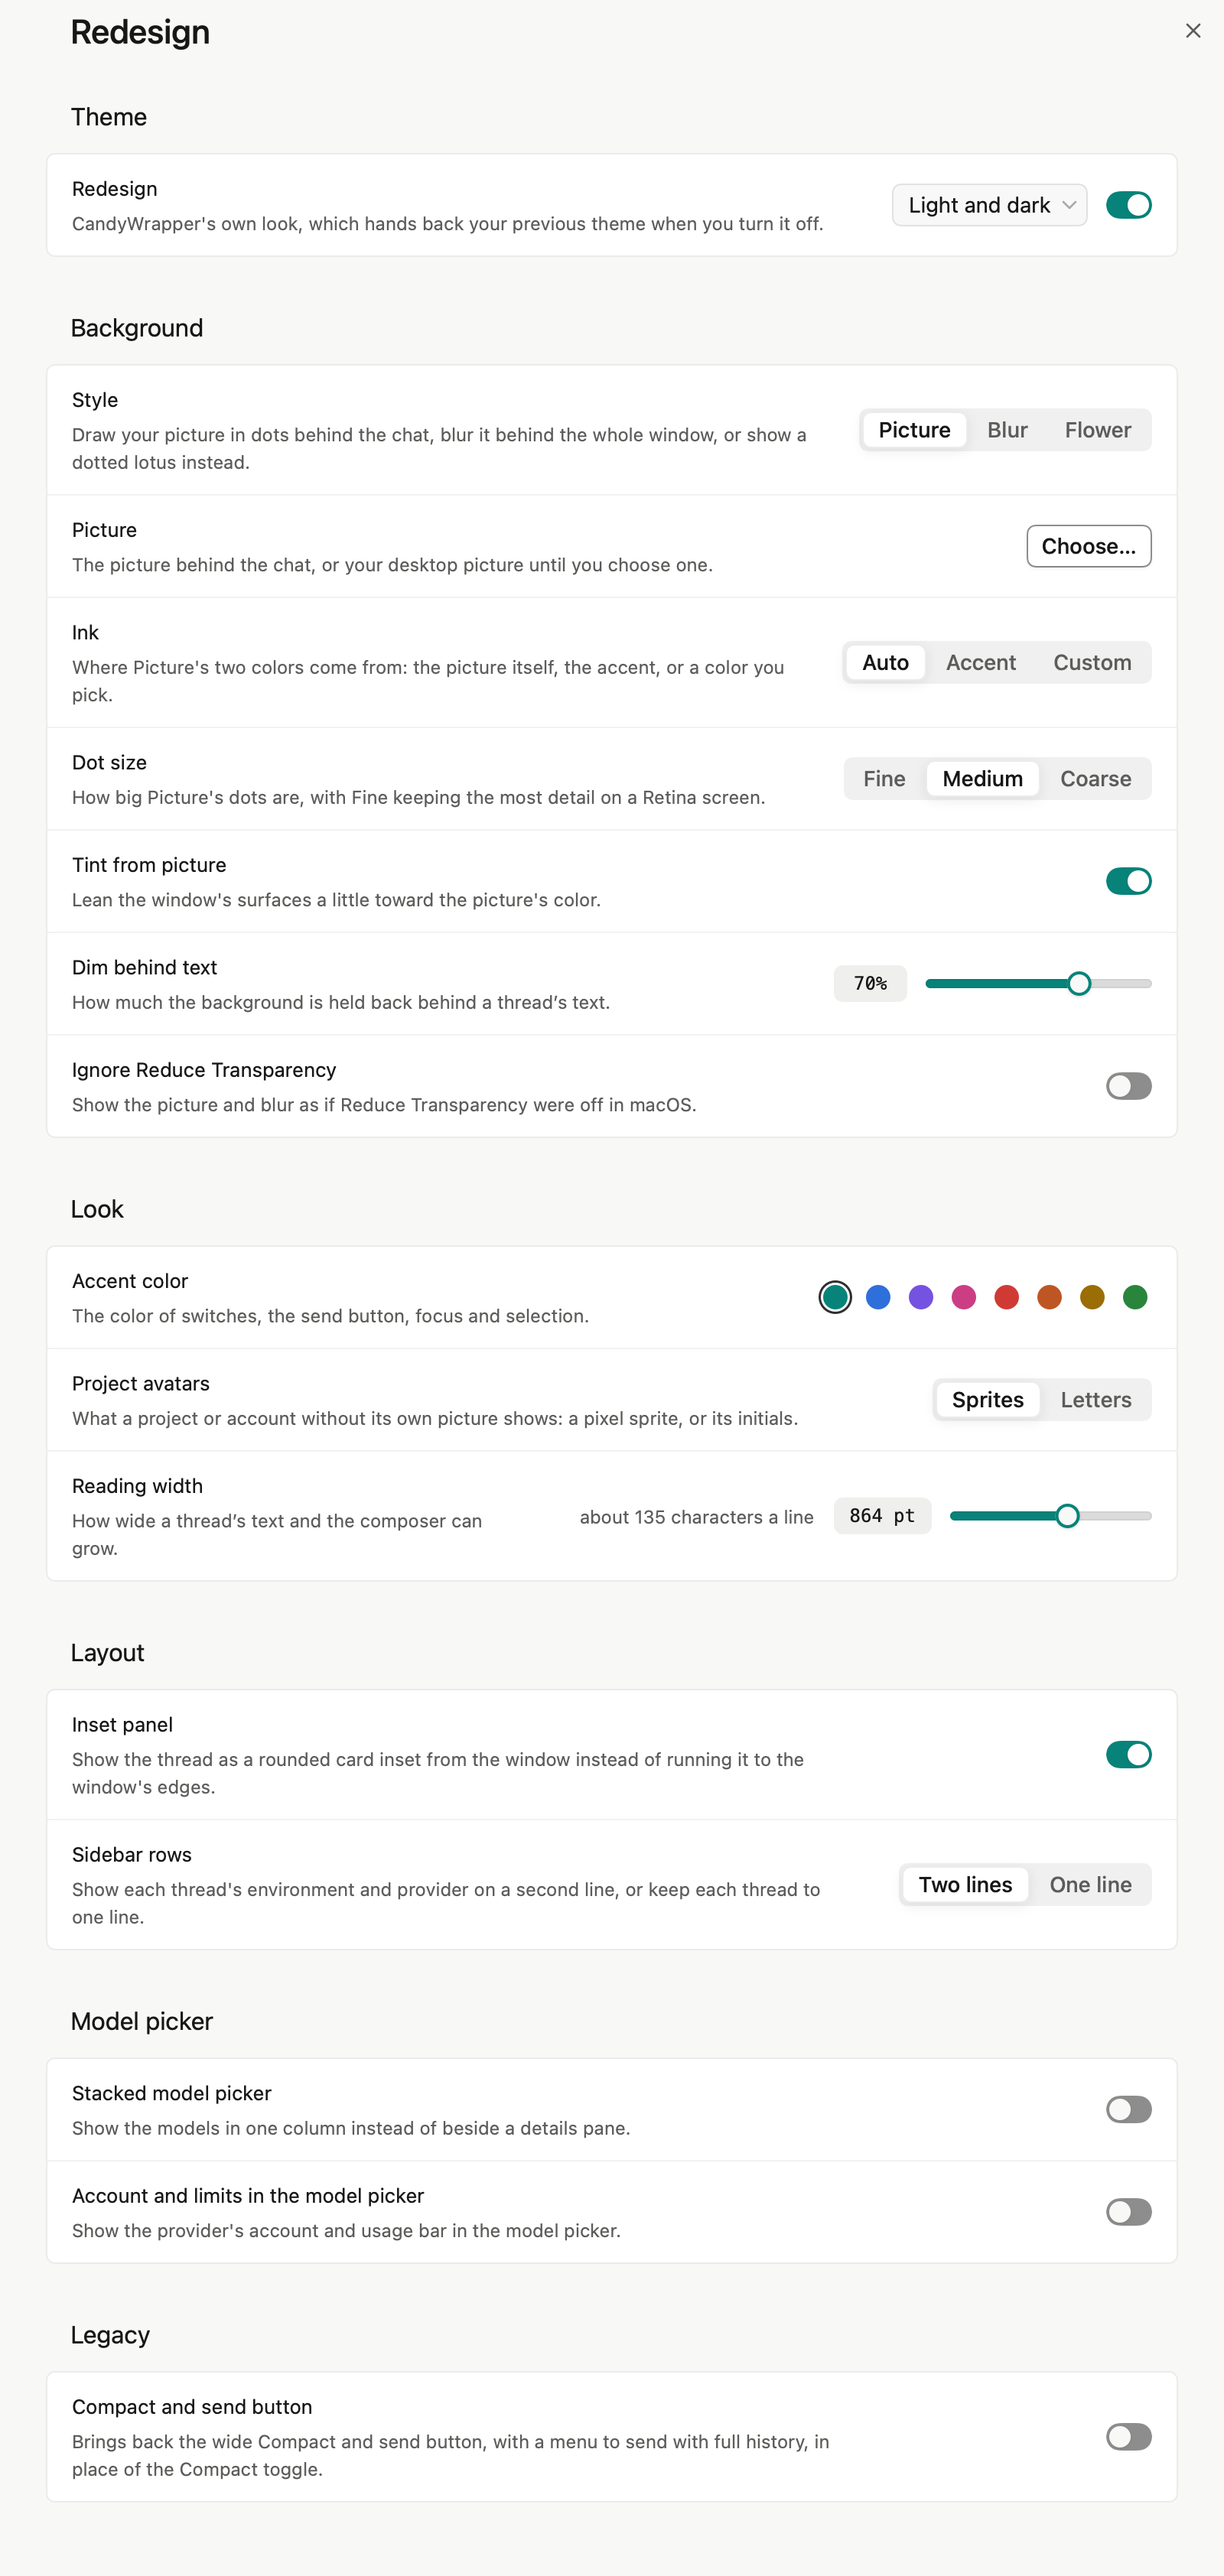 Redesign
Theme
Redesign
CandyWrapper's own look, which hands back your previous theme when you turn it off.
Light and dark
Background
Style
Draw your picture in dots behind the chat, blur it behind the whole window, or show a
dotted lotus instead.
Picture Blur Flower
Picture
The picture behind the chat, or your desktop picture until you choose one.
Choose...
Ink
Where Picture's two colors come from: the picture itself, the accent, or a color you
pick.
Auto Accent Custom
Dot size
How big Picture's dots are, with Fine keeping the most detail on a Retina screen.
Fine Medium Coarse
Tint from picture
Lean the window's surfaces a little toward the picture's color.
Dim behind text
How much the background is held back behind a thread’s text.
70%
Ignore Reduce Transparency
Show the picture and blur as if Reduce Transparency were off in macOS.
Look
Accent color
The color of switches, the send button, focus and selection.
Project avatars
What a project or account without its own picture shows: a pixel sprite, or its initials.
Sprites Letters
Reading width
How wide a thread’s text and the composer can
grow.
about 135 characters a line 864 pt
Layout
Inset panel
Show the thread as a rounded card inset from the window instead of running it to the
window's edges.
Sidebar rows
Show each thread's environment and provider on a second line, or keep each thread to
one line.
Two lines One line
Model picker
Stacked model picker
Show the models in one column instead of beside a details pane.
Account and limits in the model picker
Show the provider's account and usage bar in the model picker.
Legacy
Compact and send button
Brings back the wide Compact and send button, with a menu to send with full history, in
place of the Compact toggle.